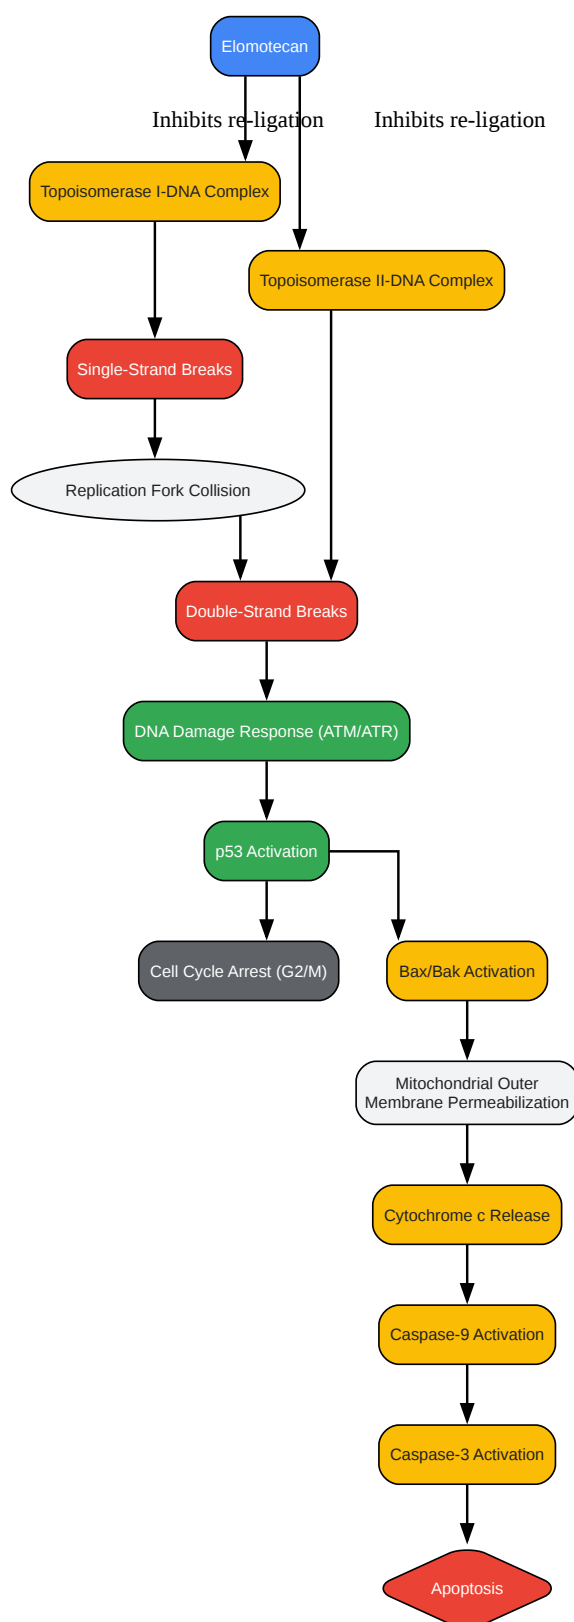 Elomotecan
Inhibits re-ligation
Inhibits re-ligation
Topoisomerase I-DNA Complex
Topoisomerase II-DNA Complex
Single-Strand Breaks
Replication Fork Collision
Double-Strand Breaks
DNA Damage Response (ATM/ATR)
p53 Activation
Cell Cycle Arrest (G2/M)
Bax/Bak Activation
Mitochondrial Outer
Membrane Permeabilization
Cytochrome c Release
Caspase-9 Activation
Caspase-3 Activation
Apoptosis